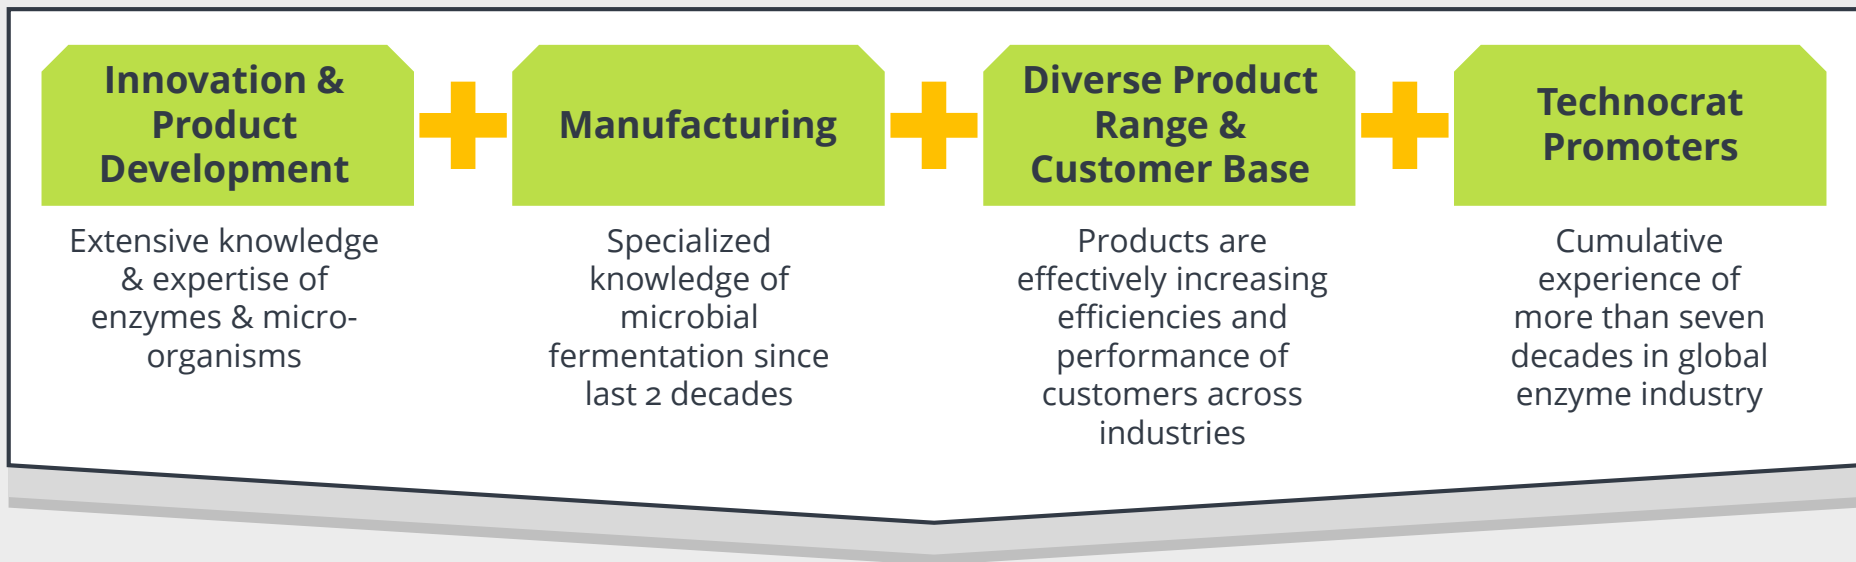 Innovation &
Product
Development
Extensive knowledge
& expertise of
enzymes & micro-
organisms
Manufacturing
Specialized
knowledge of
microbial
fermentation since
last 2 decades
Diverse Product
Range &
Customer Base
Products are
effectively increasing
efficiencies and
performance of
customers across
industries
Technocrat
Promoters
Cumulative
experience of
more than seven
decades in global
enzyme industry